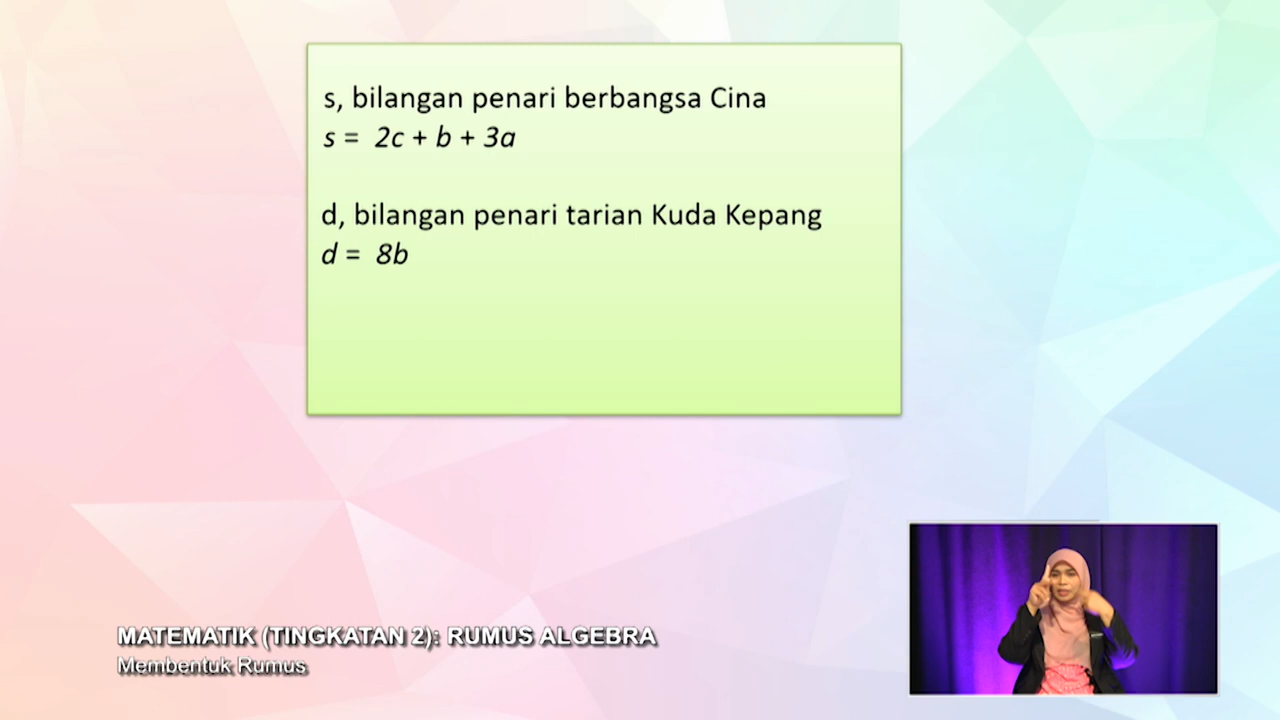 s, bilangan penari berbangsa Cina
s = 2c + b + 3a
d, bilangan penari tarian Kuda Kepang
d = 8b
MATEMATIK (TINGKATAN 2): RUMUS ALGEBRA
Membentuk Rumus